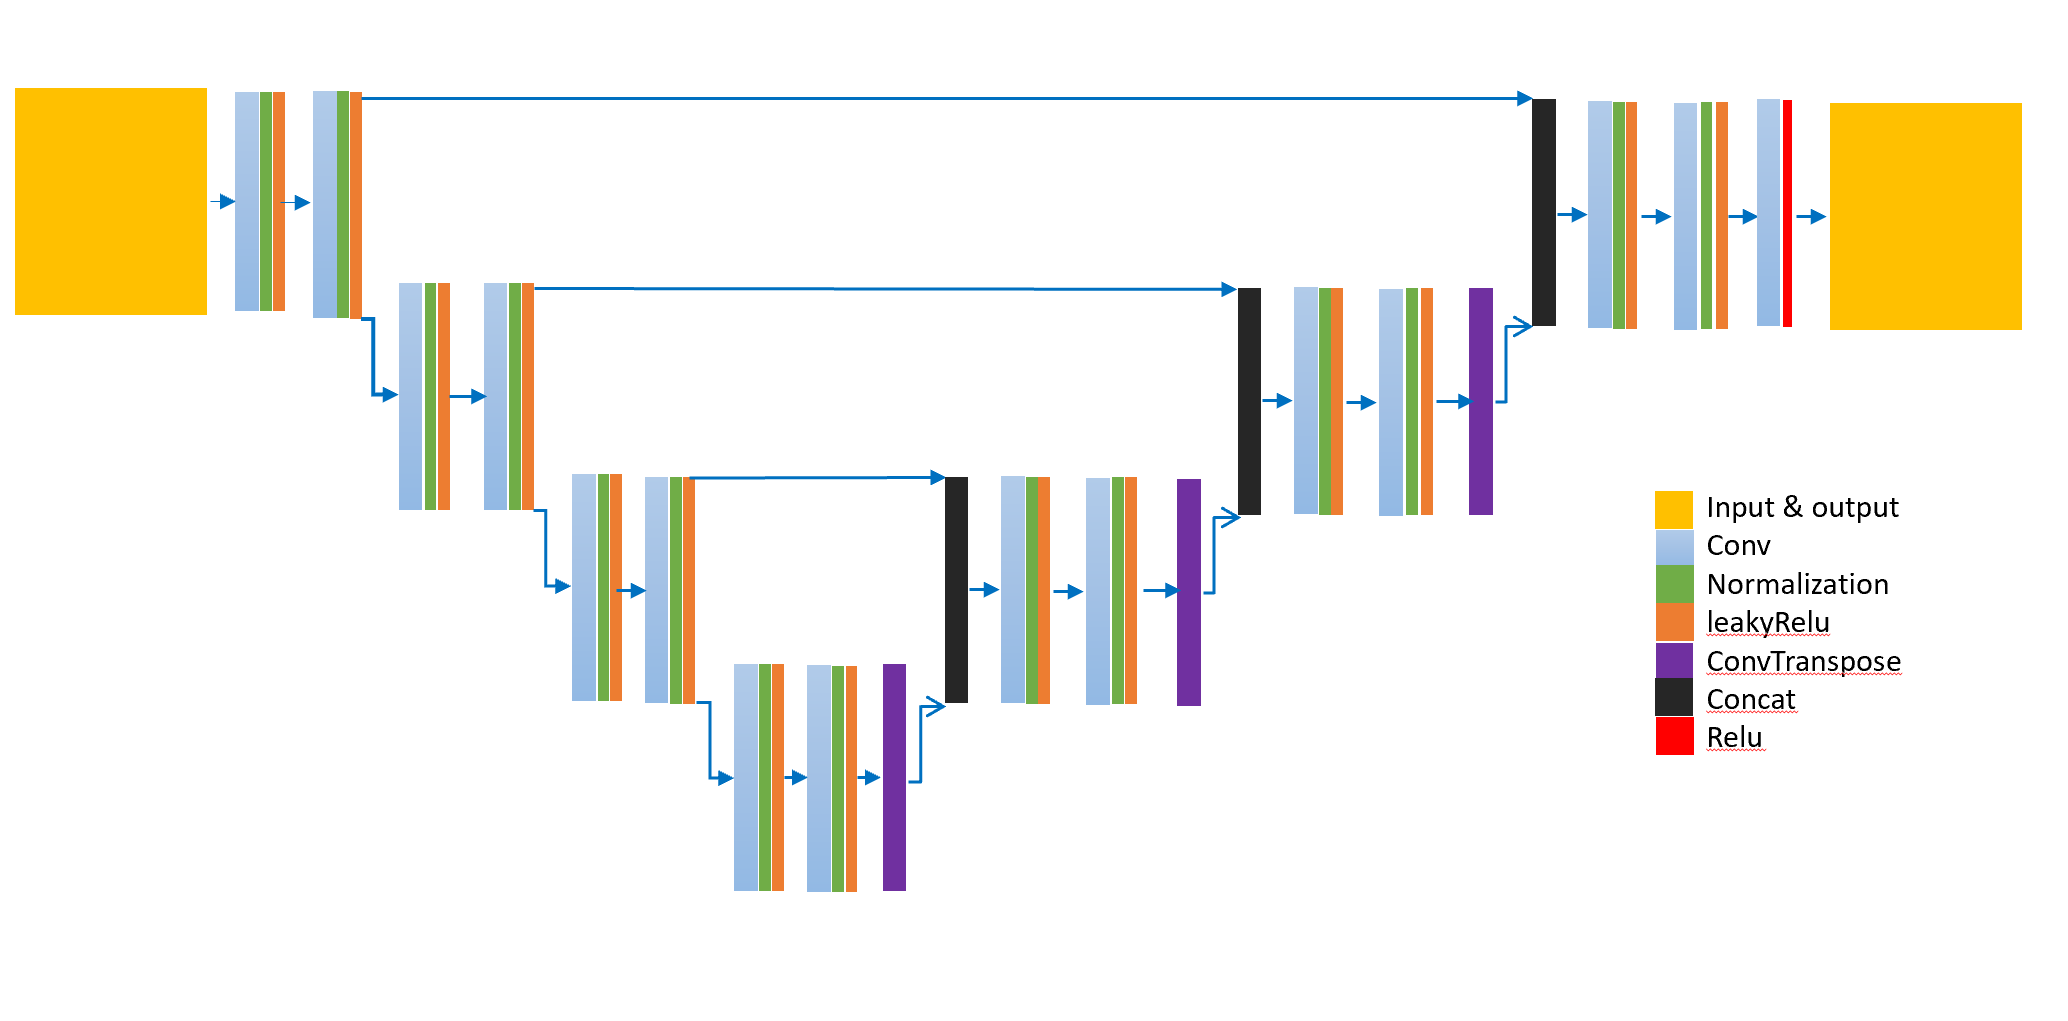 Input & output
Conv
Normalization
leakyRelu
ConvTranspose
Concat
Relu